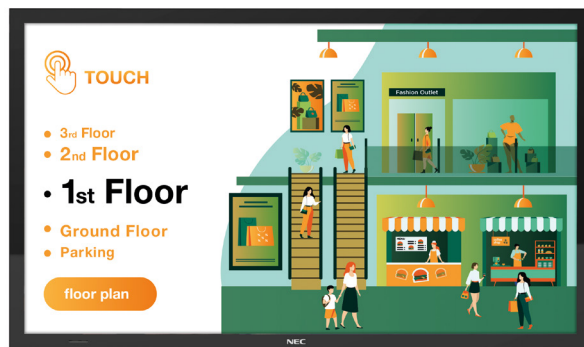 TOUCH
3rd Floor
2nd Floor
1st Floor
Ground Floor
Parking
floor plan
Fashion Outlet
NEC